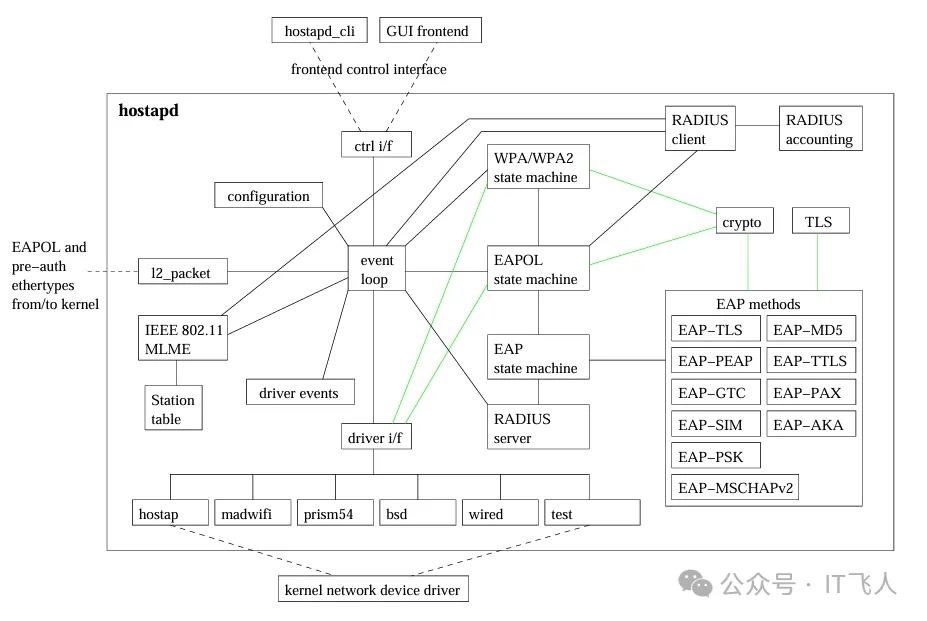 hostapd_cli
GUI frontend
frontend control interface
hostapd
RADIUS
client
RADIUS
accounting
ctrl i/f
WPA/WPA2
state machine
configuration
crypto
TLS
EAPOL and
pre−auth
ethertypes
from/to kernel
l2_packet
event
loop
EAPOL
state machine
EAP methods
EAP−TLS
EAP−MD5
EAP−PEAP
EAP−TTLS
EAP−GTC
EAP−PAX
EAP−SIM
EAP−AKA
EAP−PSK
EAP−MSCHAPv2
IEEE 802.11
MLME
EAP
state machine
Station
table
driver events
RADIUS
server
driver i/f
hostap
madwifi
prism54
bsd
wired
test
kernel network device driver
公众号 · IT飞人